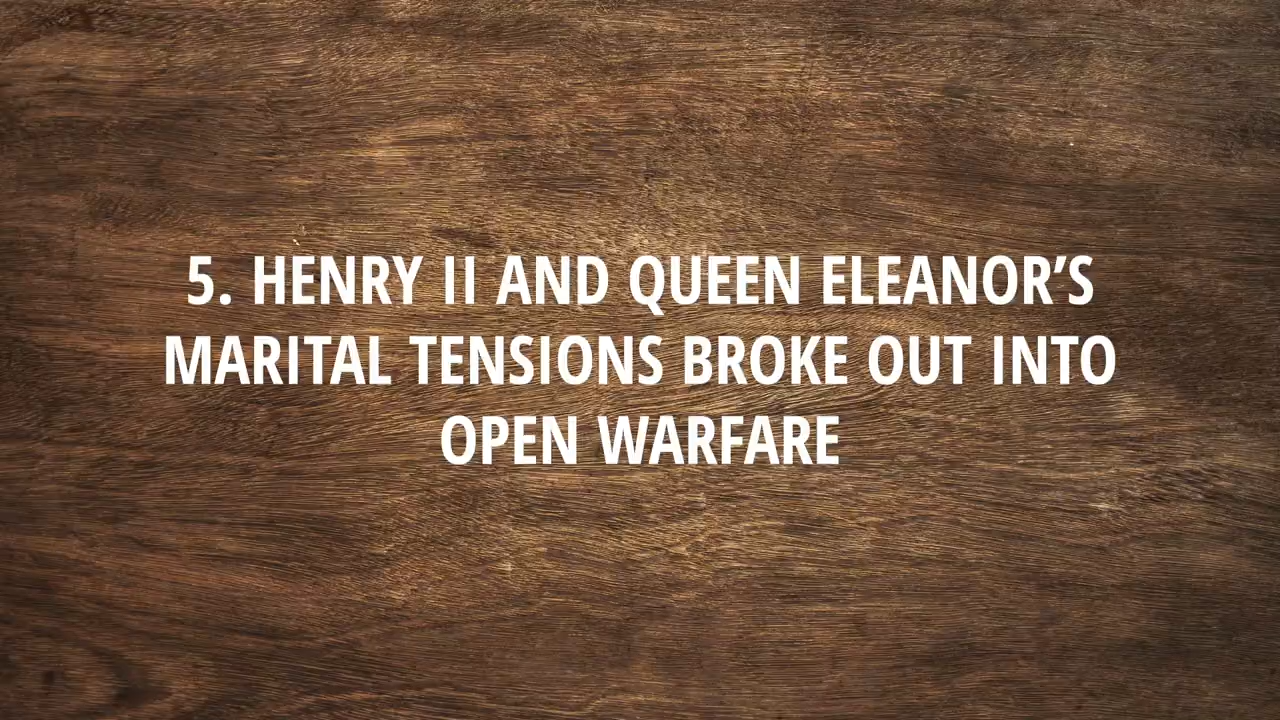 5. HENRY II AND QUEEN ELEANOR’S
MARITAL TENSIONS BROKE OUT INTO
OPEN WARFARE